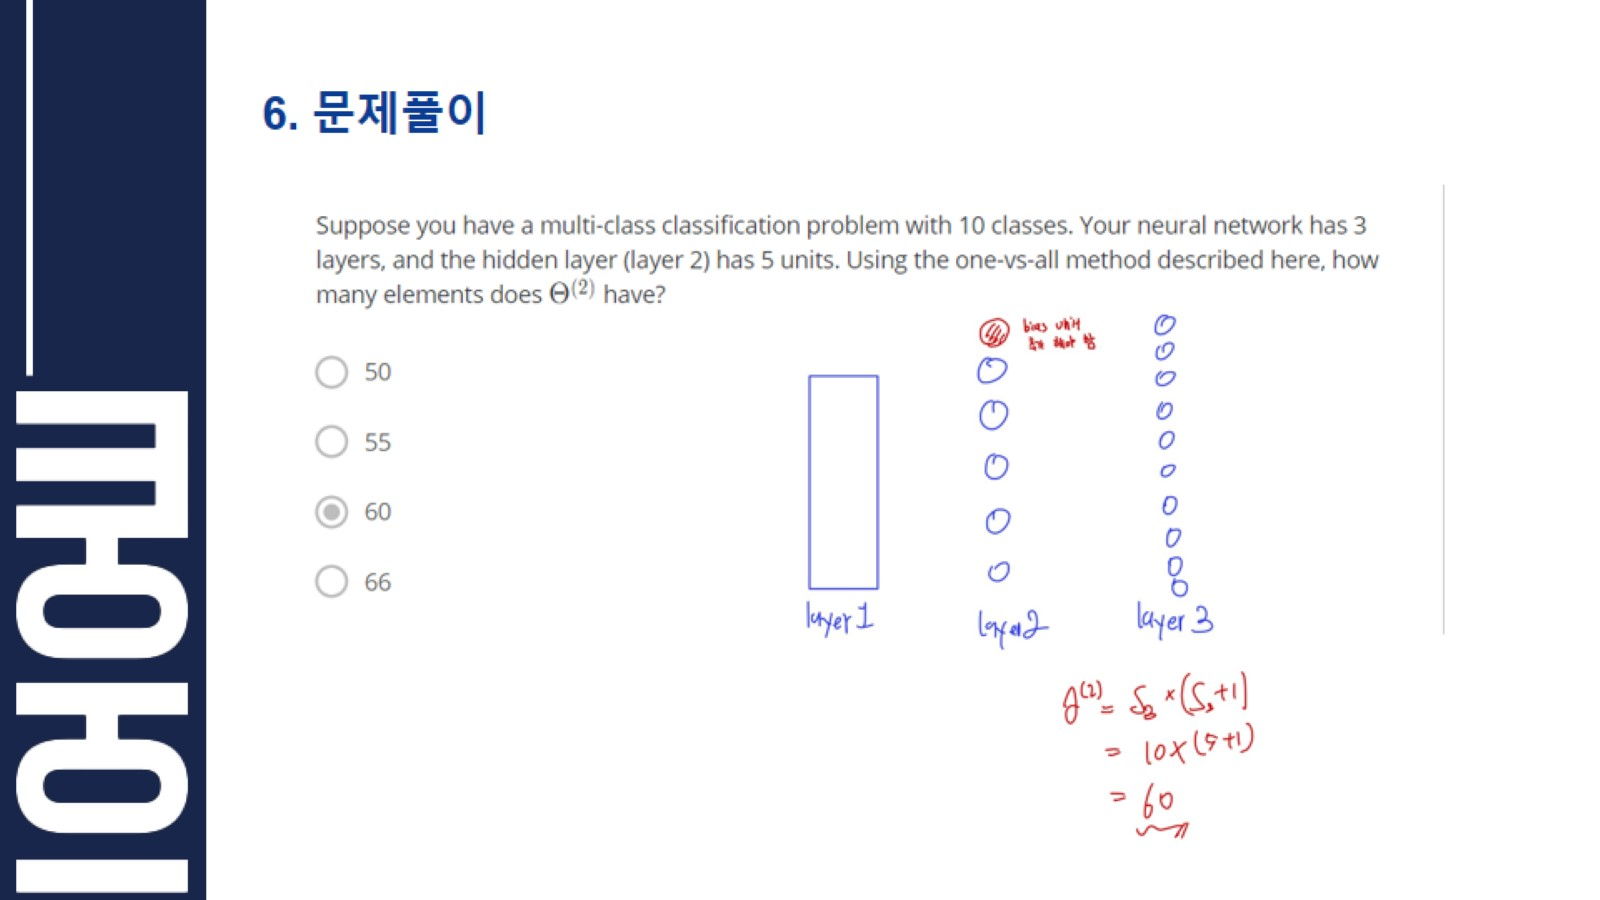 6. 문제풀이
Suppose you have a multi-class classification problem with 10 classes. Your neural network has 3
layers, and the hidden layer (layer 2) has 5 units. Using the one-vs-all method described here, how
many elements does Θ(2) have?
50
55
60
66
bias unit
layer 1
layer 2
layer 3
= S3 × (S2+1)
= 10×(5+1)
= 60